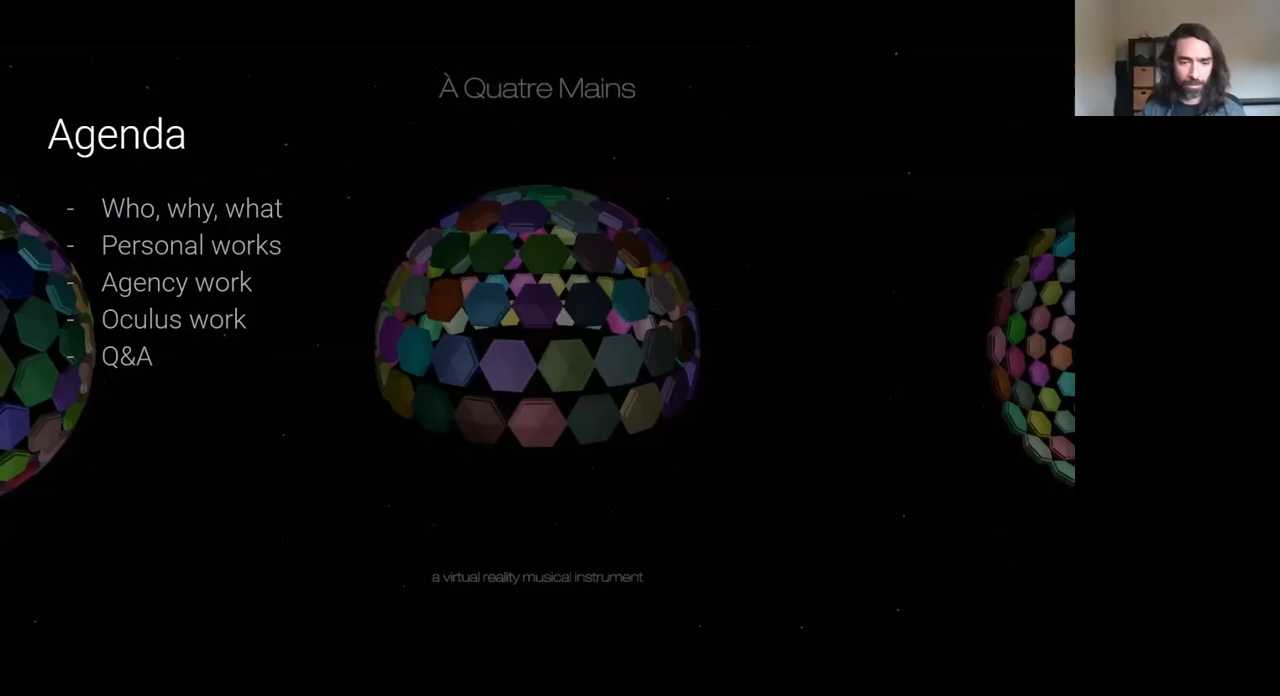 À Quatre Mains
Agenda
- Who, why, what
- Personal works
- Agency work
- Oculus work
- Q&A
a virtual reality musical instrument